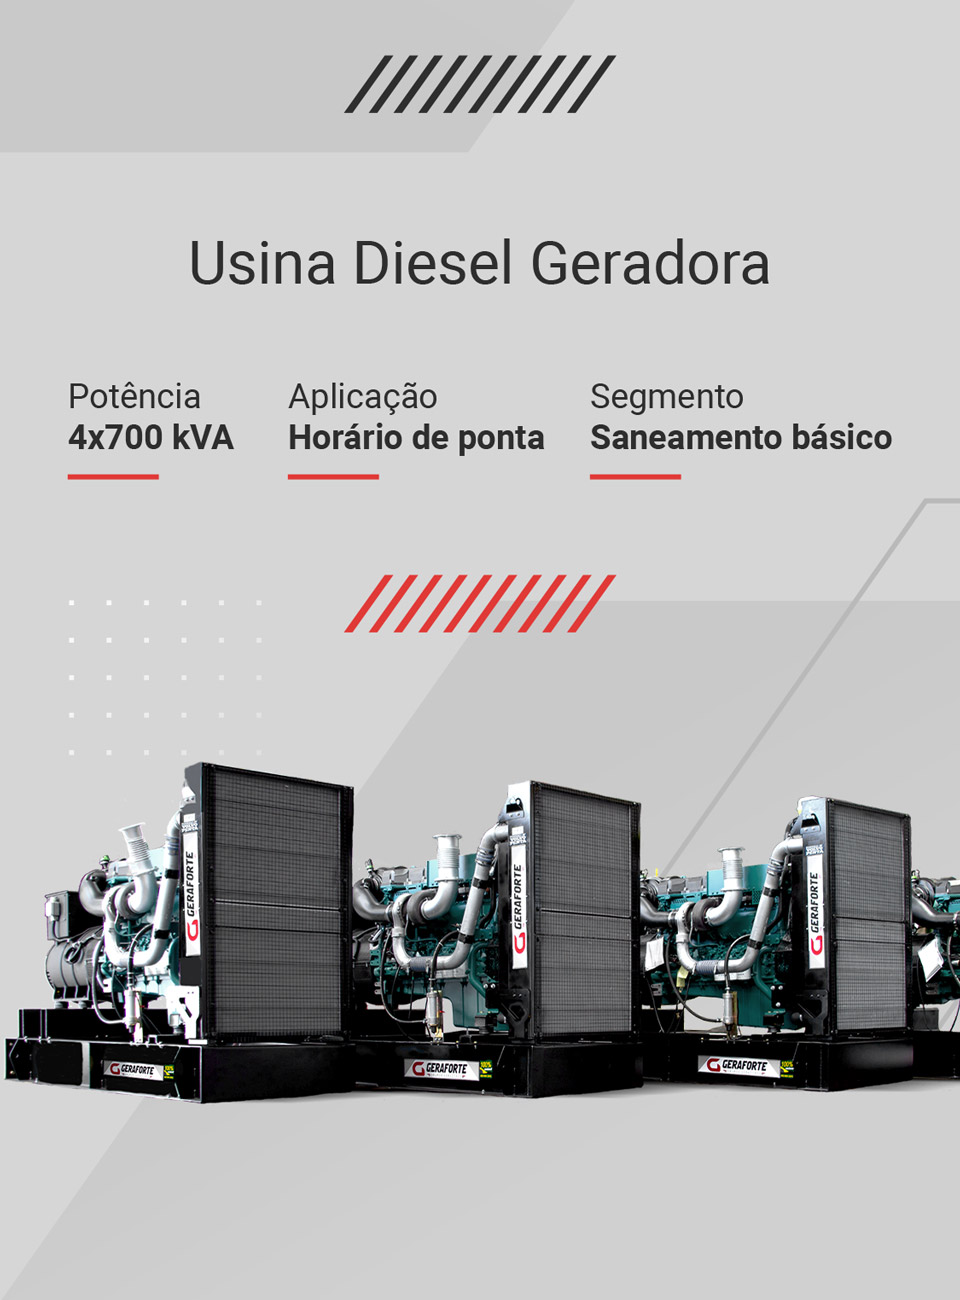 Usina Diesel Geradora
Potência
4x700 kVA
Aplicação
Horário de ponta
Segmento
Saneamento básico
GERAFORTE
GERAFORTE
GERAFORTE
GERAFORTE
GERAFORTE
GERAFORTE